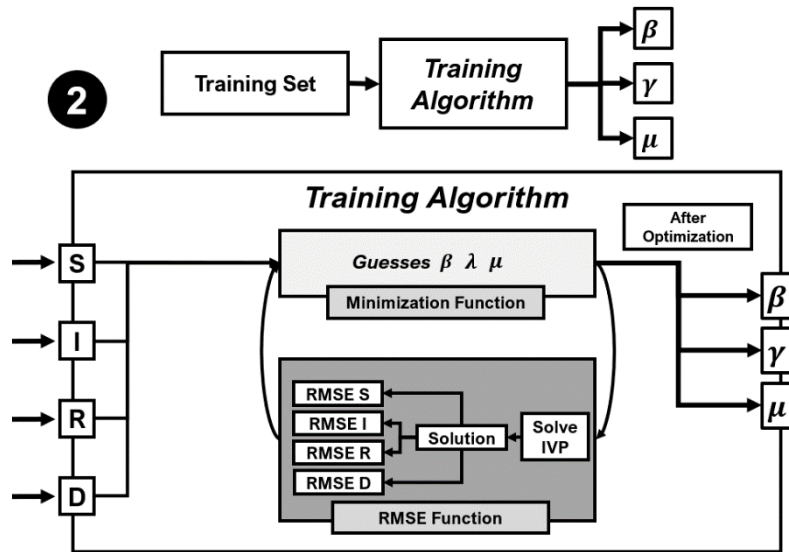 2
Training Set
Training
Algorithm
β
γ
μ
Training Algorithm
After
Optimization
S
I
R
D
Guesses β λ μ
Minimization Function
RMSE S
RMSE I
RMSE R
RMSE D
Solution
Solve
IVP
RMSE Function
β
γ
μ